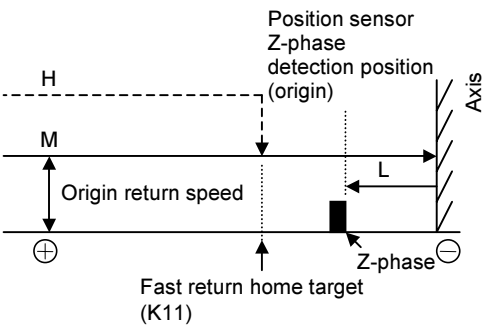 Position sensor
Z-phase
detection position
(origin)
Axis
H
M
L
Origin return speed
+
Z-phase
−
Fast return home target
(K11)